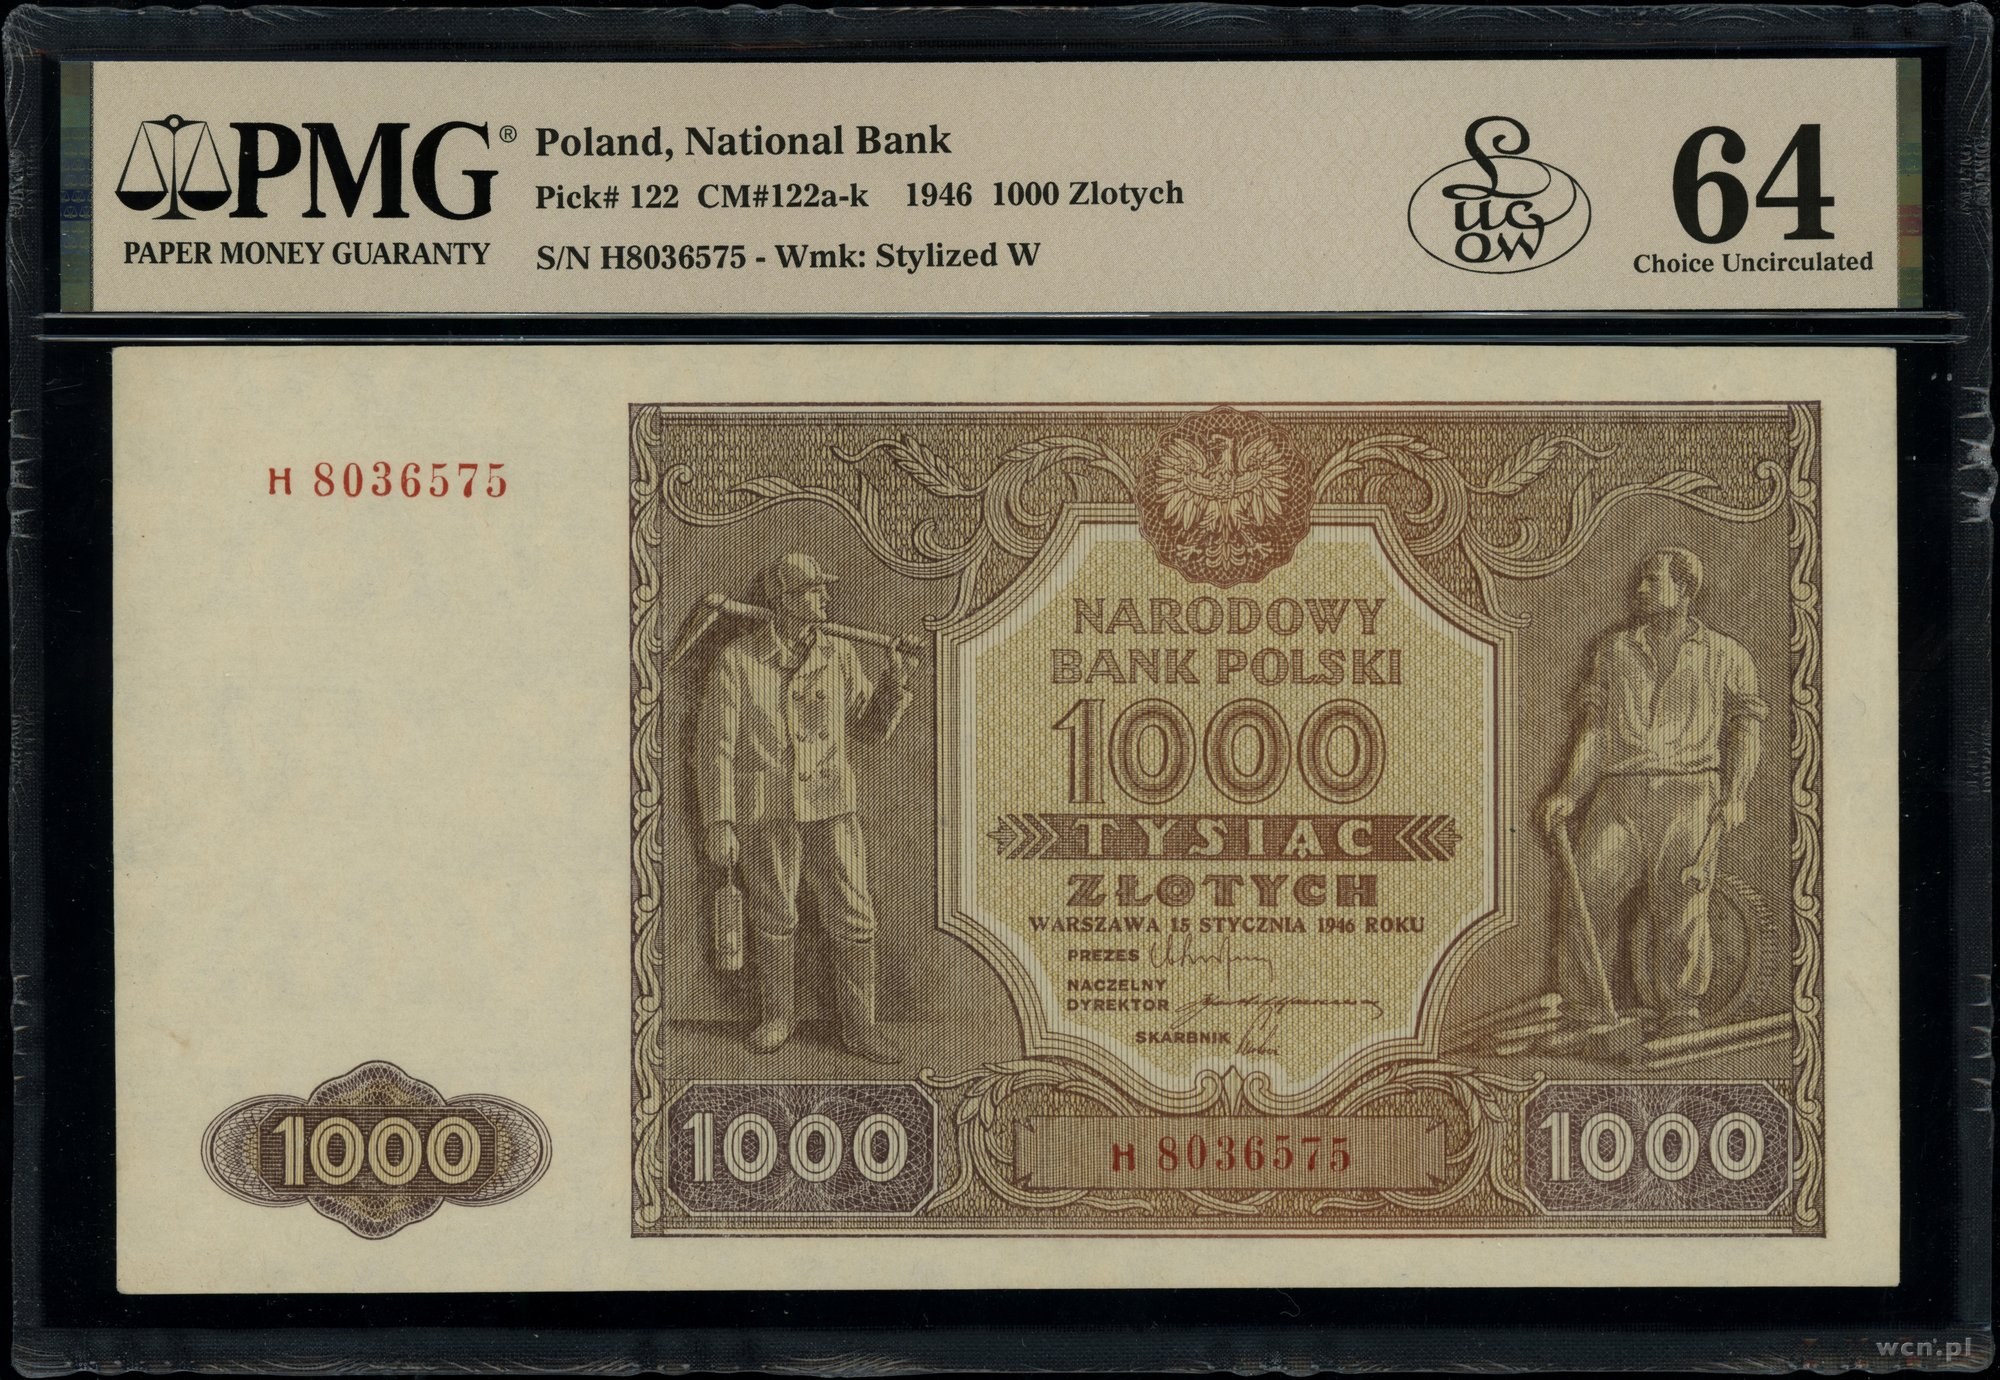 PMG®
PAPER MONEY GUARANTY
Poland, National Bank
Pick# 122 CM#122a-k 1946 1000 Zlotych
S/N H8036575 - Wmk: Stylized W
Lucow
64
Choice Uncirculated
H 8036575
NARODOWY
BANK POLSKI
1000
TYSIĄC
ZŁOTYCH
WARSZAWA 15 STYCZNIA 1946 ROKU
PREZES
NACZELNY
DYREKTOR
SKARBNIK
1000
1000
H 8036575
1000
wcn.pl